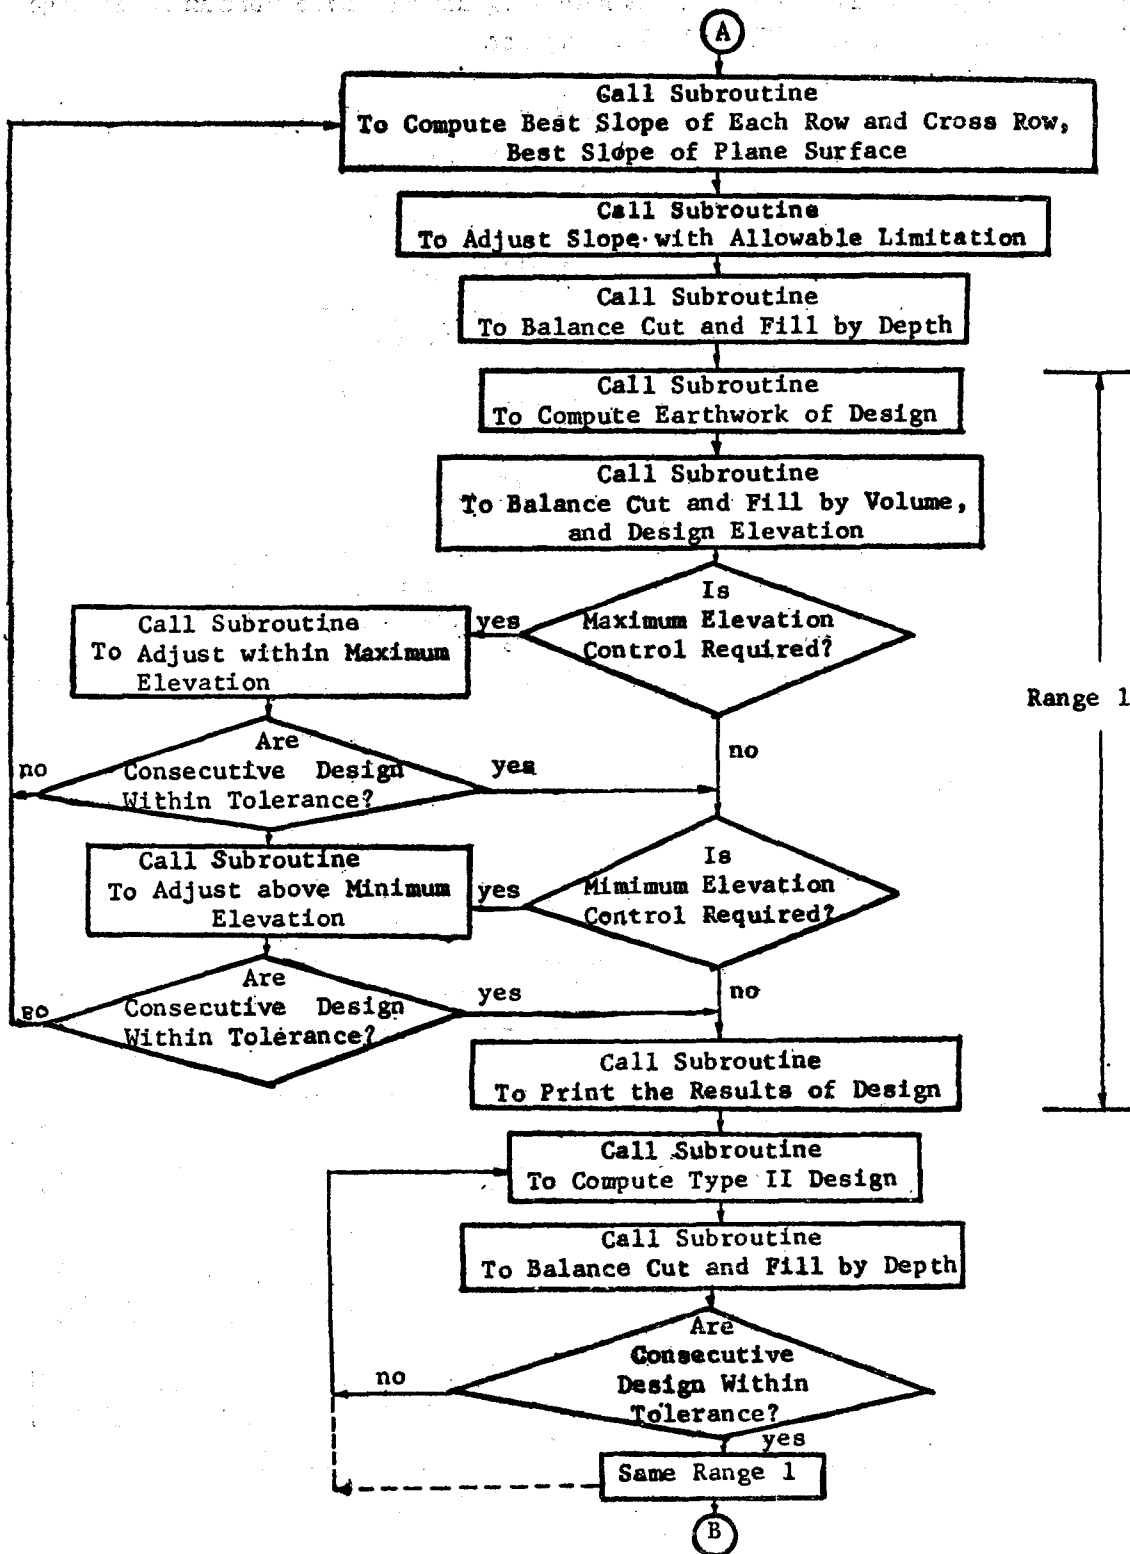 A
Call Subroutine
To Compute Best Slope of Each Row and Cross Row,
Best Slope of Plane Surface
Call Subroutine
To Adjust Slope with Allowable Limitation
Call Subroutine
To Balance Cut and Fill by Depth
Call Subroutine
To Compute Earthwork of Design
Call Subroutine
To Balance Cut and Fill by Volume,
and Design Elevation
Is
Maximum Elevation
Control Required?
yes
Call Subroutine
To Adjust within Maximum
Elevation
Range 1
no
Are
Consecutive Design
Within Tolerance?
no
yes
Is
Mimimum Elevation
Control Required?
yes
Call Subroutine
To Adjust above Minimum
Elevation
no
Are
Consecutive Design
Within Tolerance?
no
yes
Call Subroutine
To Print the Results of Design
Call Subroutine
To Compute Type II Design
Call Subroutine
To Balance Cut and Fill by Depth
Are
Consecutive
Design Within
Tolerance?
no
yes
Same Range 1
B